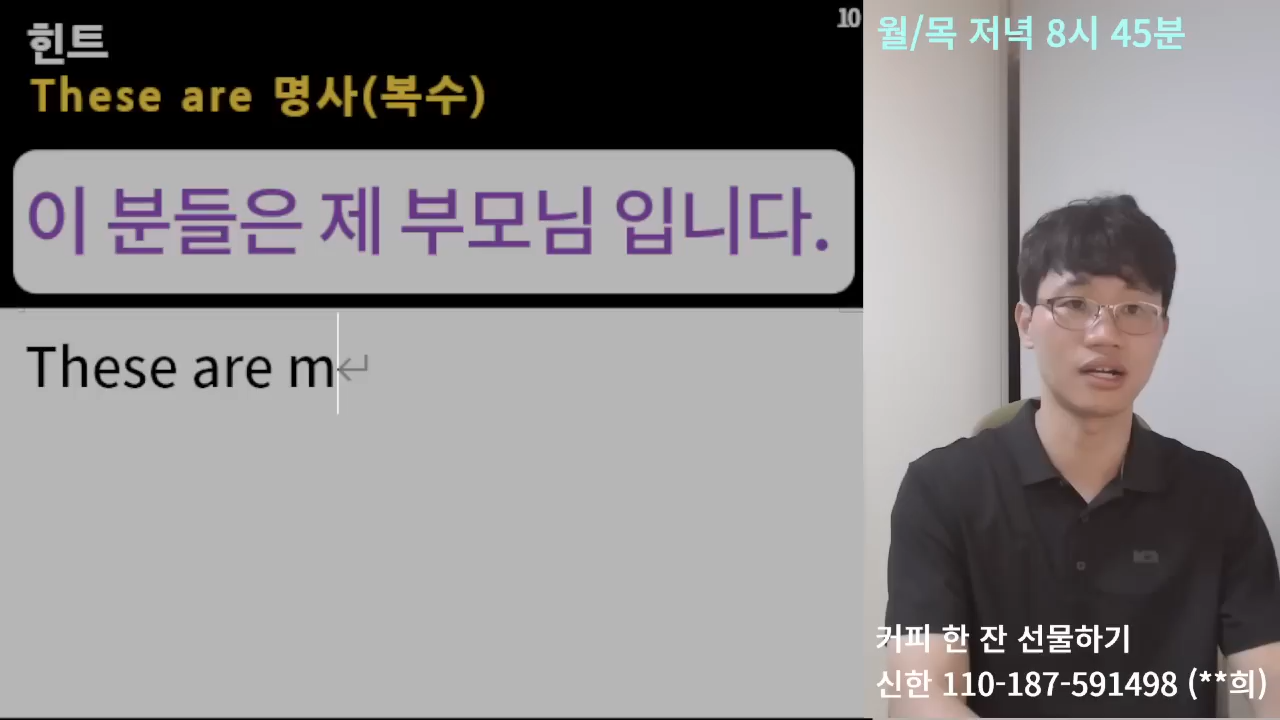 힌트
10
These are 명사(복수)
이 분들은 제 부모님 입니다.
These are m
월/목 저녁 8시 45분
커피 한 잔 선물하기
신한 110-187-591498 (**희)